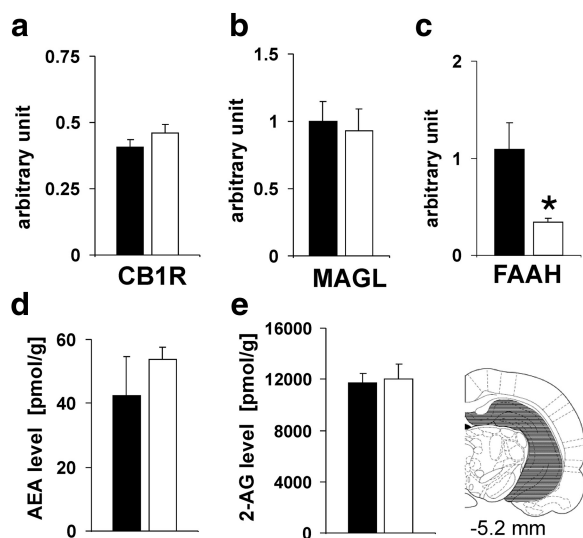 a
b
c
arbitrary unit
0.75
0.5
0.25
0
CB1R
arbitrary unit
1.5
1
0.5
0
MAGL
arbitrary unit
2
1
0
*
FAAH
d
e
AEA level [pmol/g]
60
40
20
0
2-AG level [pmol/g]
16000
12000
8000
4000
0
-5.2 mm